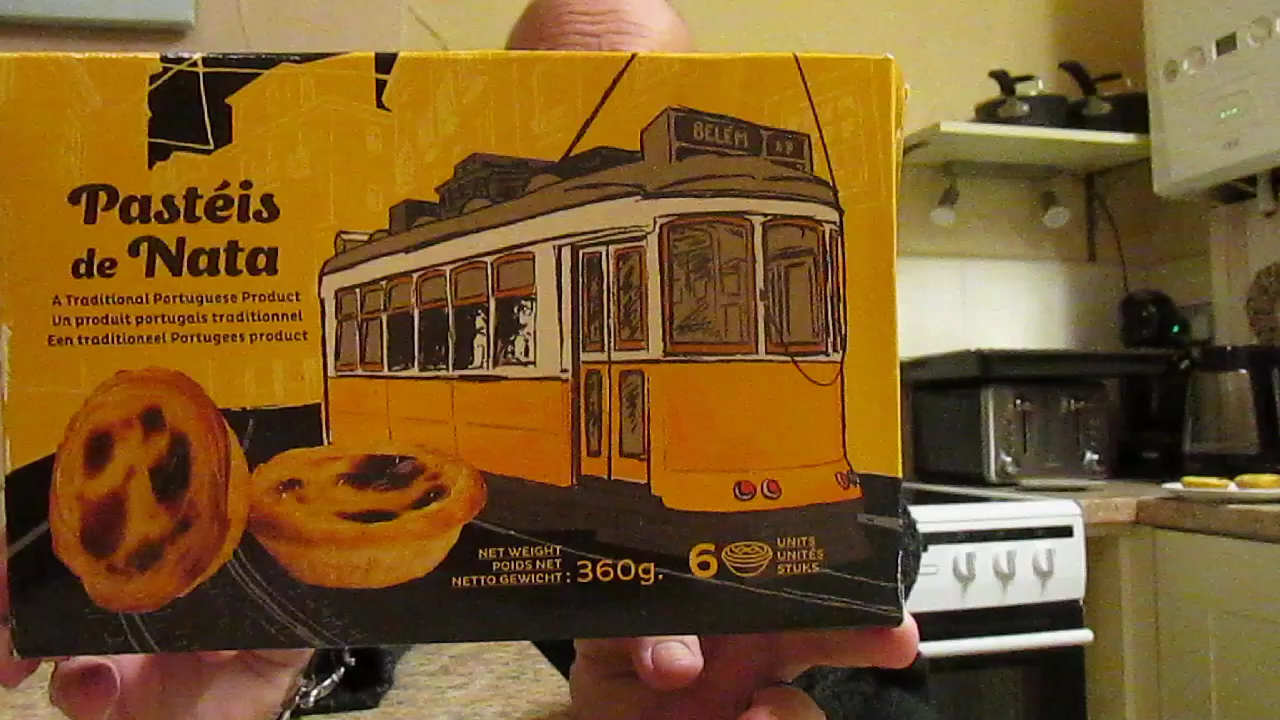 Pastéis
de Nata
A Traditional Portuguese Product
Un produit portugais traditionnel
Een traditioneel Portugees product
BELÉM
NET WEIGHT
POIDS NET
NETTO GEWICHT : 360g.
6 UNITS
UNITÉS
STUKS